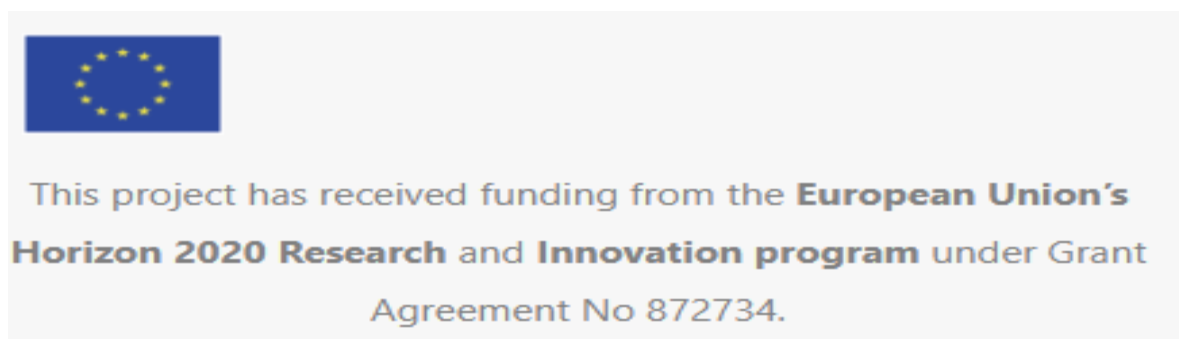 This project has received funding from the European Union’s
Horizon 2020 Research and Innovation program under Grant
Agreement No 872734.